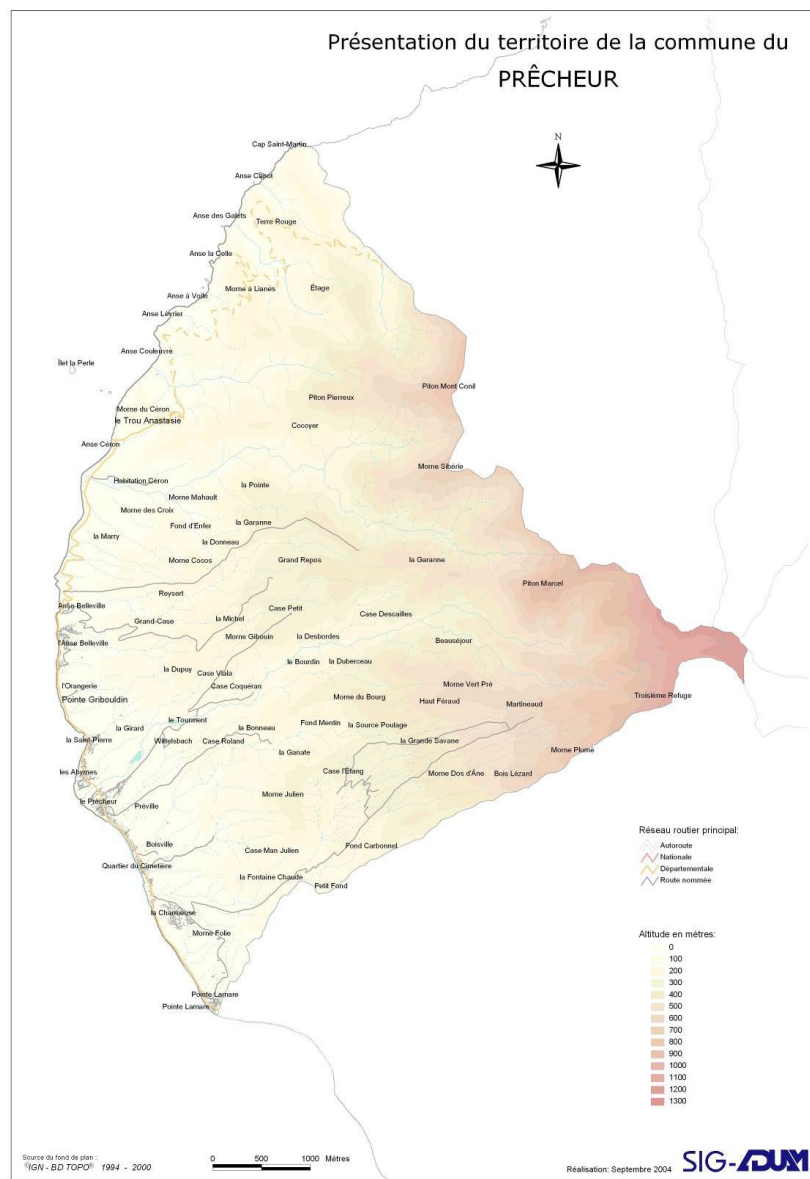 Présentation du territoire de la commune du
PRÊCHEUR
N
Cap Saint-Martin
Anse Capot
Anse des Galets
Terre Rouge
Anse la Celle
Morne à Lianes
Étage
Anse à Voile
Anse Lévrier
Anse Couleuvre
Îlet la Perle
Piton Mont Conil
Piton Pierreux
Morne du Céron
le Trou Anastasie
Cocoyer
Anse Céron
Morne Sibérie
Habitation Céron
la Pointe
Morne Mahault
Morne des Croix
Fond d'Enfer
la Garanne
la Marry
la Donneau
Morne Cocos
Grand Repos
la Garanne
Piton Marcel
Reysort
Anse Belleville
Case Petit
Grand-Case
la Michel
Case Descailles
l'Anse Belleville
Morne Gibouin
la Desbordes
Beauséjour
la Dupuy
Case Viala
le Bourdin
la Duberceau
l'Orangerie
Case Coquéran
Morne Vert Pré
Pointe Gribouldin
Morne du Bourg
Haut Féraud
Martineaud
Troisième Refuge
la Girard
le Tourment
la Bonneau
Fond Mentin
la Source Poulage
la Saint-Pierre
Wittelsbach
Case Roland
la Ganate
la Grande Savane
Morne Plumé
les Abymes
Case l'Étang
Morne Dos d'Âne
Bois Lézard
le Prêcheur
Préville
Morne Julien
Boisville
Case Man Julien
Fond Carbonnel
Quartier du Cimetière
la Fontaine Chaude
Petit Fond
la Charmeuse
Morne Folie
Pointe Lamare
Pointe Lamare
Réseau routier principal:
Autoroute
Nationale
Départementale
Route nommée
Altitude en mètres:
0
100
200
300
400
500
600
700
800
900
1000
1100
1200
1300
Source du fond de plan :
©IGN - BD TOPO® 1994 - 2000
0 500 1000 Mètres
Réalisation: Septembre 2004
SIG-ADUAM